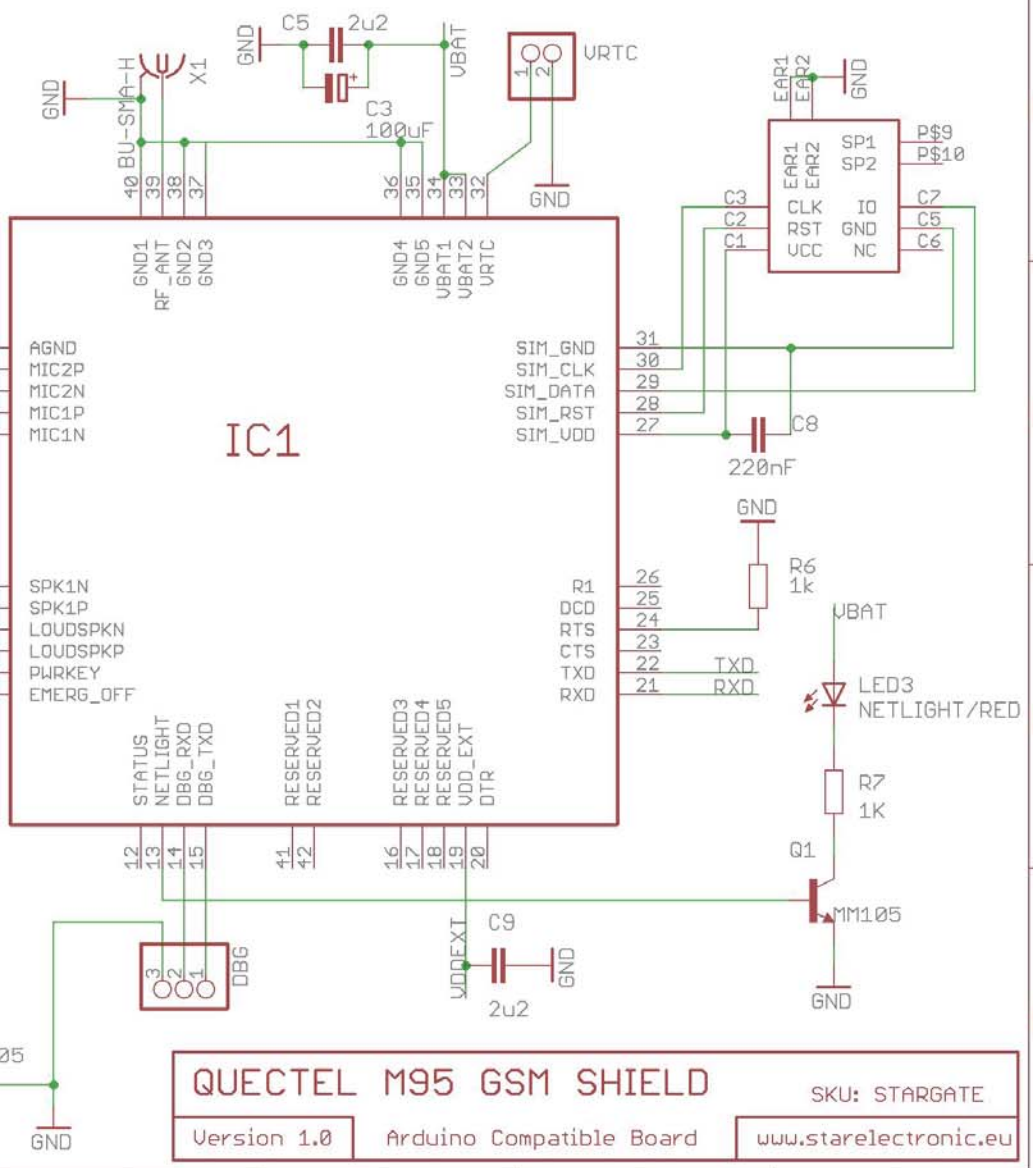 C5 2u2
GND
VBAT
VRTC
1 2
X1
GND
BU-SMA-H
C3
100uF
GND
EAR1
EAR2
GND
EAR1
EAR2
SP1
SP2
P$9
P$10
C3 CLK IO C7
C2 RST GND C5
C1 VCC NC C6
40 39 38 37 36 35 34 33 32
GND1
RF_ANT
GND2
GND3
GND4
GND5
VBAT1
VBAT2
VRTC
AGND
MIC2P
MIC2N
MIC1P
MIC1N
IC1
SIM_GND 31
SIM_CLK 30
SIM_DATA 29
SIM_RST 28
SIM_VDD 27
C8
220nF
GND
R6
1k
SPK1N
SPK1P
LOUDSPKN
LOUDSPKP
PWRKEY
EMERG_OFF
R1 26
DCD 25
RTS 24
CTS 23
TXD 22 TXD
RXD 21 RXD
VBAT
LED3
NETLIGHT/RED
R7
1K
Q1
MM105
GND
STATUS
NETLIGHT
DBG_RXD
DBG_TXD
RESERVED1
RESERVED2
RESERVED3
RESERVED4
RESERVED5
VDD_EXT
DTR
12 13 14 15 41 42 16 17 18 19 20
VDDEXT
C9
2u2
GND
3 2 1
DBG
05
GND
QUECTEL M95 GSM SHIELD
SKU: STARGATE
Version 1.0
Arduino Compatible Board
www.starelectronic.eu